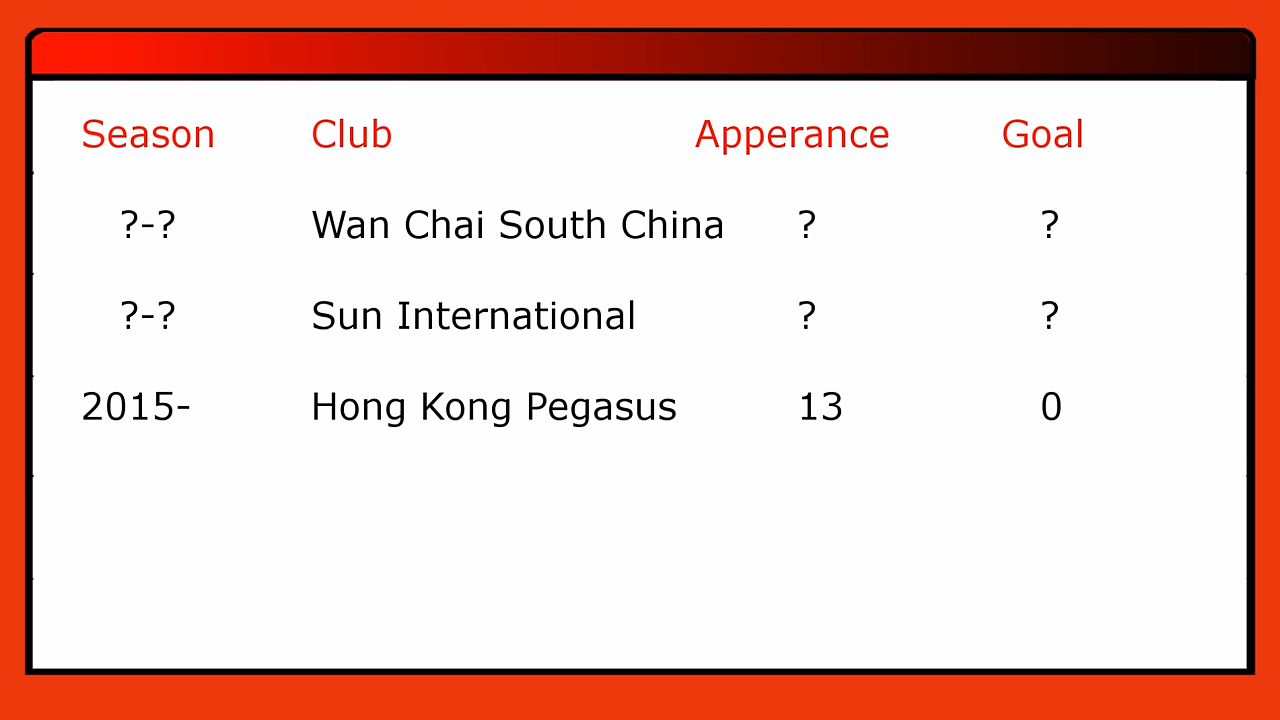 Season Club Apperance Goal
?-? Wan Chai South China ? ?
?-? Sun International ? ?
2015- Hong Kong Pegasus 13 0